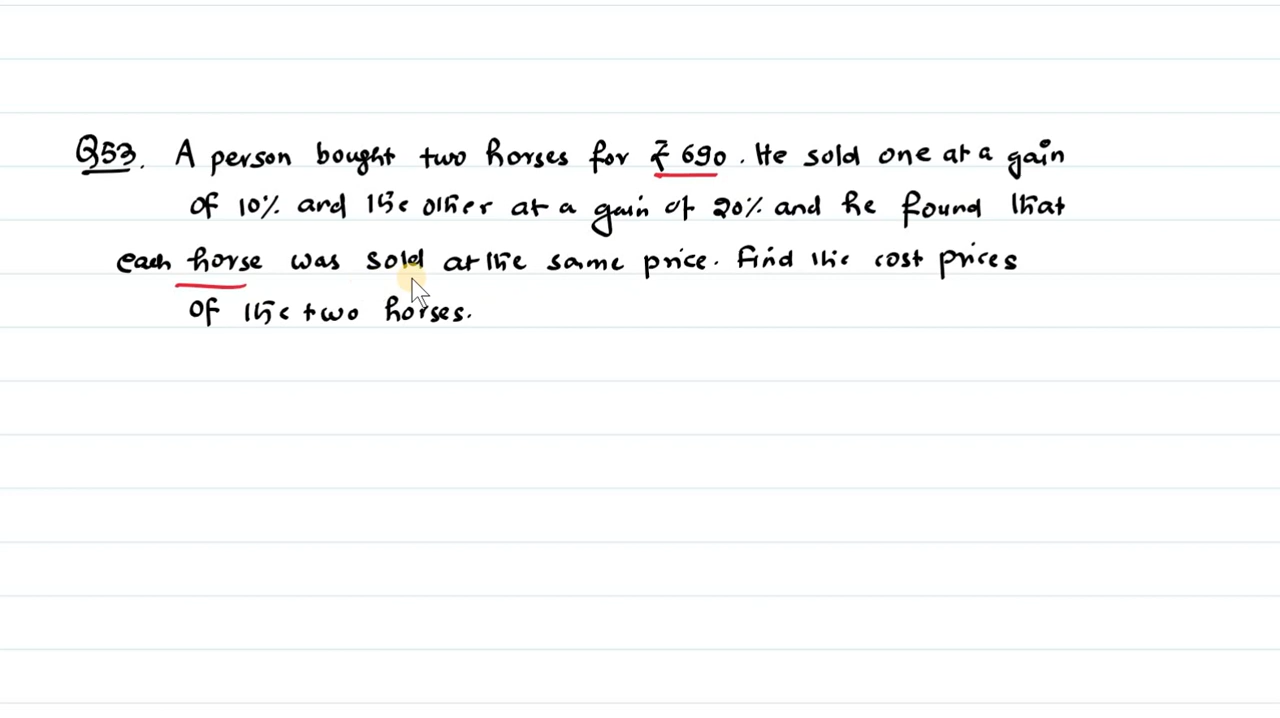 Q53. A person bought two horses for ₹ 690. He sold one at a gain
of 10% and the other at a gain of 20% and he found that
each horse was sold at the same price. Find the cost prices
of the two horses.